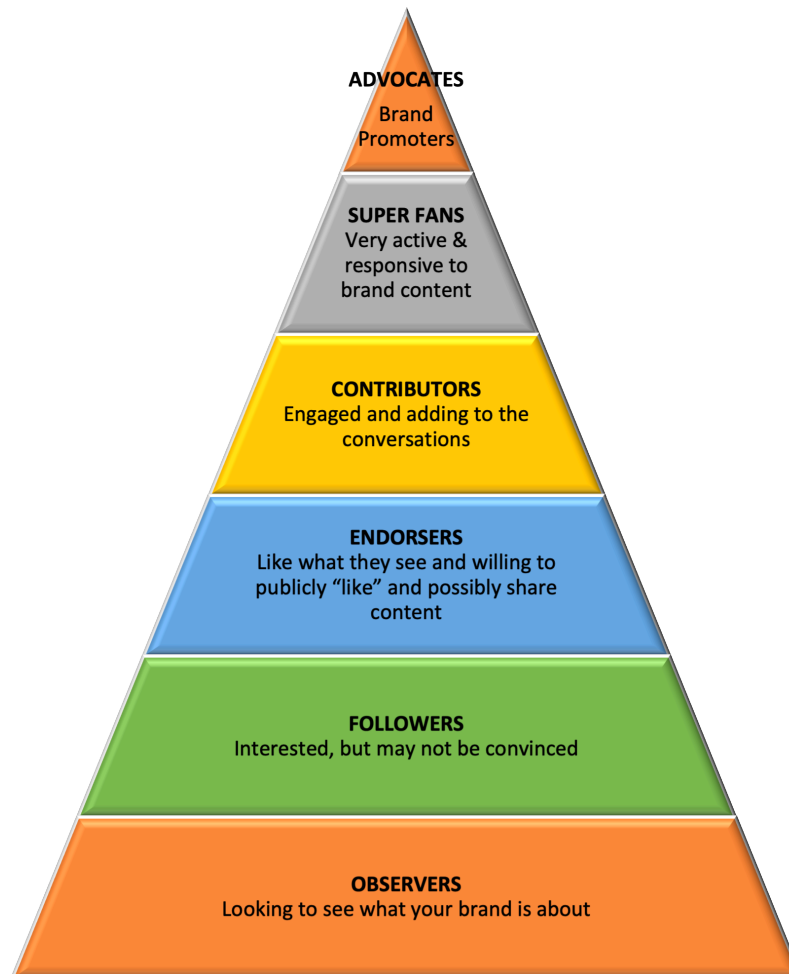 ADVOCATES
Brand
Promoters
SUPER FANS
Very active &
responsive to
brand content
CONTRIBUTORS
Engaged and adding to the
conversations
ENDORSERS
Like what they see and willing to
publicly “like” and possibly share
content
FOLLOWERS
Interested, but may not be convinced
OBSERVERS
Looking to see what your brand is about